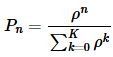 $P_n = \frac{\rho^n}{\sum_{k=0}^{K} \rho^k}$